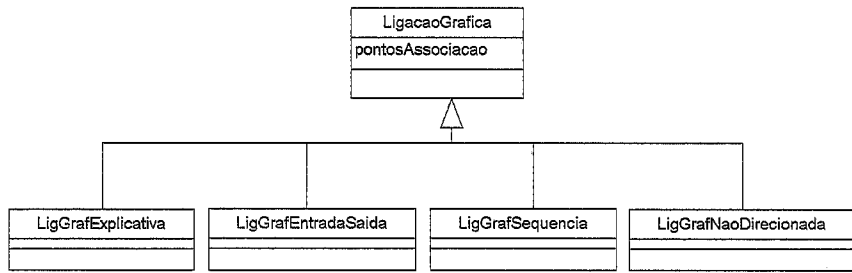 LigacaoGrafica
pontosAssociacao
LigGrafExplicativa
LigGrafEntradaSaida
LigGrafSequencia
LigGrafNaoDirecionada